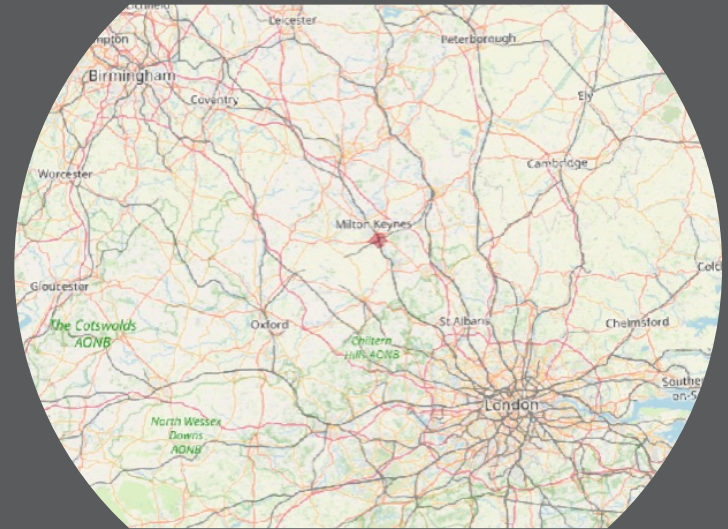 Leicester
Peterborough
Birmingham
Ely
Coventry
Cambridge
Worcester
Milton Keynes
Gloucester
The Cotswolds
AONB
Oxford
St Albans
Chelmsford
Chiltern
Hills AONB
London
North Wessex
Downs
AONB